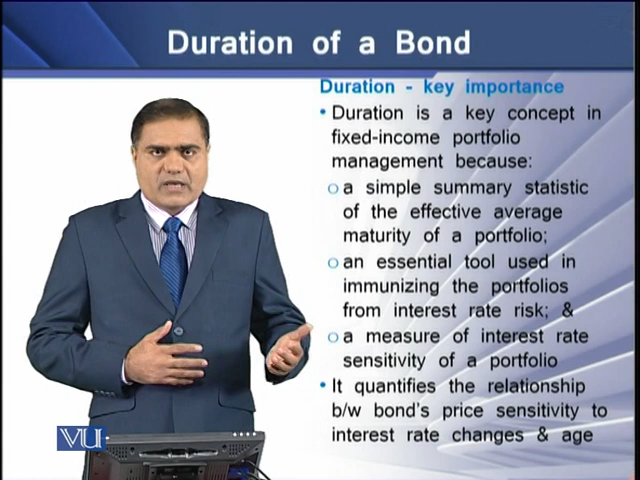 Duration of a Bond
Duration - key importance
• Duration is a key concept in
fixed-income portfolio
management because:
o a simple summary statistic
of the effective average
maturity of a portfolio;
o an essential tool used in
immunizing the portfolios
from interest rate risk; &
o a measure of interest rate
sensitivity of a portfolio
• It quantifies the relationship
b/w bond's price sensitivity to
interest rate changes & age
VU